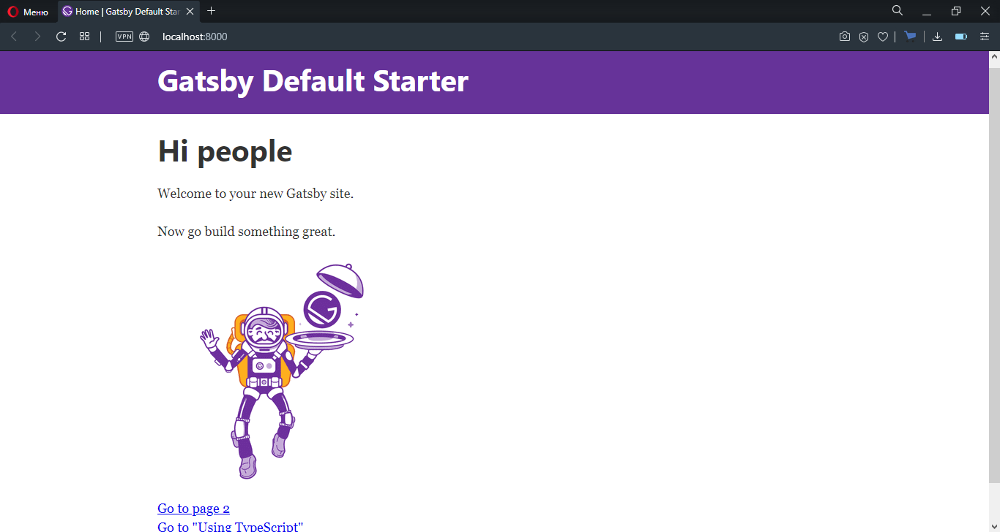 Меню
Home | Gatsby Default Star
VPN
localhost:8000
Gatsby Default Starter
Hi people
Welcome to your new Gatsby site.
Now go build something great.
Go to page 2
Go to "Using TypeScript"